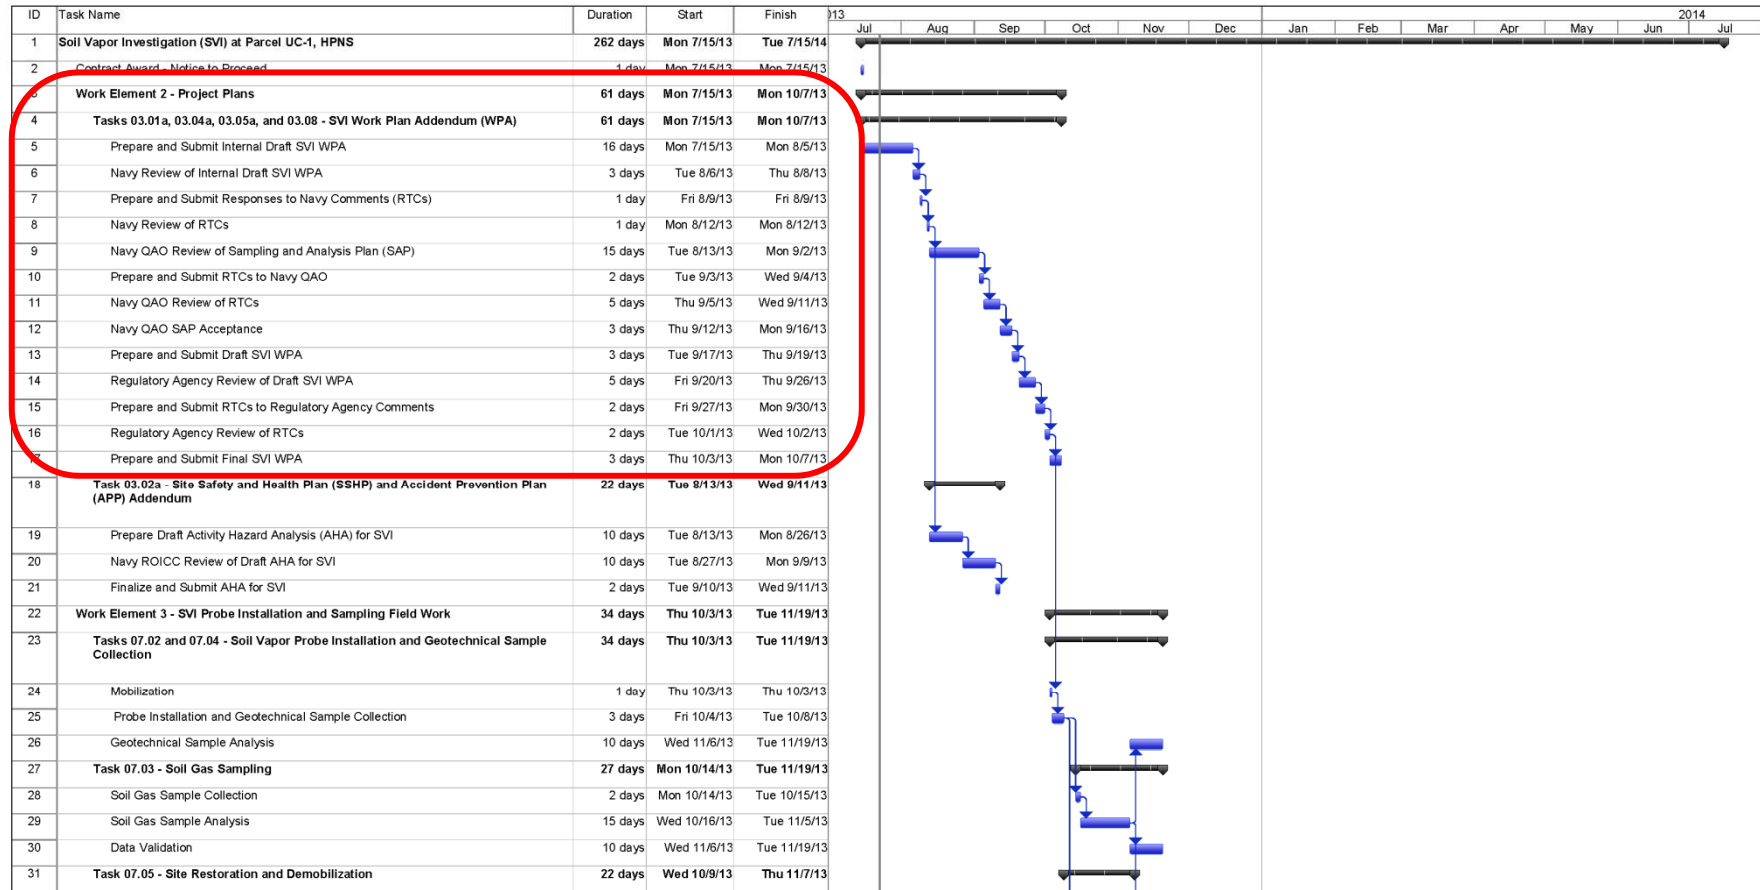 ID Task Name Duration Start Finish 013 2014
Jul Aug Sep Oct Nov Dec Jan Feb Mar Apr May Jun Jul
1 Soil Vapor Investigation (SVI) at Parcel UC-1, HPNS 262 days Mon 7/15/13 Tue 7/15/14
2 Contract Award - Notice to Proceed 1 day Mon 7/15/13 Mon 7/15/13
3 Work Element 2 - Project Plans 61 days Mon 7/15/13 Mon 10/7/13
4 Tasks 03.01a, 03.04a, 03.05a, and 03.08 - SVI Work Plan Addendum (WPA) 61 days Mon 7/15/13 Mon 10/7/13
5 Prepare and Submit Internal Draft SVI WPA 16 days Mon 7/15/13 Mon 8/5/13
6 Navy Review of Internal Draft SVI WPA 3 days Tue 8/6/13 Thu 8/8/13
7 Prepare and Submit Responses to Navy Comments (RTCs) 1 day Fri 8/9/13 Fri 8/9/13
8 Navy Review of RTCs 1 day Mon 8/12/13 Mon 8/12/13
9 Navy QAO Review of Sampling and Analysis Plan (SAP) 15 days Tue 8/13/13 Mon 9/2/13
10 Prepare and Submit RTCs to Navy QAO 2 days Tue 9/3/13 Wed 9/4/13
11 Navy QAO Review of RTCs 5 days Thu 9/5/13 Wed 9/11/13
12 Navy QAO SAP Acceptance 3 days Thu 9/12/13 Mon 9/16/13
13 Prepare and Submit Draft SVI WPA 3 days Tue 9/17/13 Thu 9/19/13
14 Regulatory Agency Review of Draft SVI WPA 5 days Fri 9/20/13 Thu 9/26/13
15 Prepare and Submit RTCs to Regulatory Agency Comments 2 days Fri 9/27/13 Mon 9/30/13
16 Regulatory Agency Review of RTCs 2 days Tue 10/1/13 Wed 10/2/13
17 Prepare and Submit Final SVI WPA 3 days Thu 10/3/13 Mon 10/7/13
18 Task 03.02a - Site Safety and Health Plan (SSHP) and Accident Prevention Plan 22 days Tue 8/13/13 Wed 9/11/13
(APP) Addendum
19 Prepare Draft Activity Hazard Analysis (AHA) for SVI 10 days Tue 8/13/13 Mon 8/26/13
20 Navy ROICC Review of Draft AHA for SVI 10 days Tue 8/27/13 Mon 9/9/13
21 Finalize and Submit AHA for SVI 2 days Tue 9/10/13 Wed 9/11/13
22 Work Element 3 - SVI Probe Installation and Sampling Field Work 34 days Thu 10/3/13 Tue 11/19/13
23 Tasks 07.02 and 07.04 - Soil Vapor Probe Installation and Geotechnical Sample 34 days Thu 10/3/13 Tue 11/19/13
Collection
24 Mobilization 1 day Thu 10/3/13 Thu 10/3/13
25 Probe Installation and Geotechnical Sample Collection 3 days Fri 10/4/13 Tue 10/8/13
26 Geotechnical Sample Analysis 10 days Wed 11/6/13 Tue 11/19/13
27 Task 07.03 - Soil Gas Sampling 27 days Mon 10/14/13 Tue 11/19/13
28 Soil Gas Sample Collection 2 days Mon 10/14/13 Tue 10/15/13
29 Soil Gas Sample Analysis 15 days Wed 10/16/13 Tue 11/5/13
30 Data Validation 10 days Wed 11/6/13 Tue 11/19/13
31 Task 07.05 - Site Restoration and Demobilization 22 days Wed 10/9/13 Thu 11/7/13